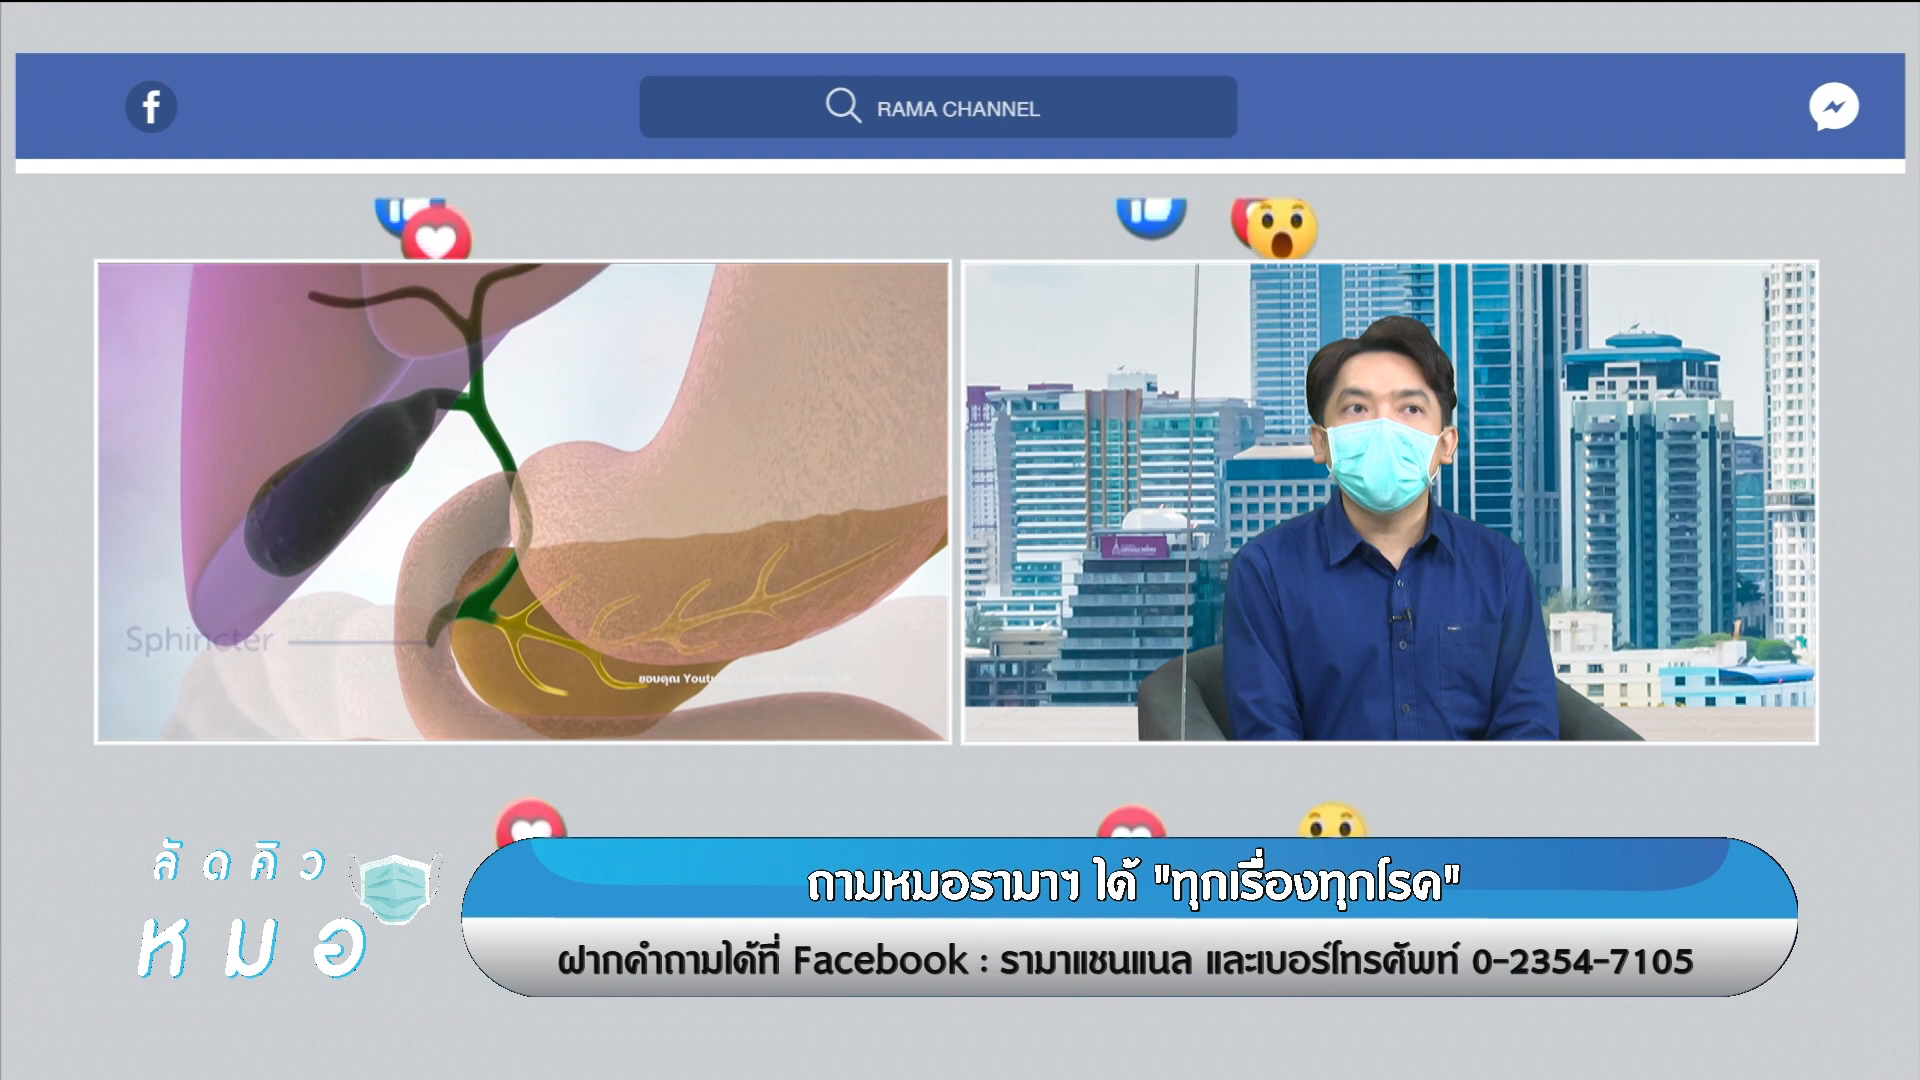 f
RAMA CHANNEL
Sphincter
ขอบคุณ Youtu
ลัดคิว
หมอ
ถามหมอรามาฯ ได้ "ทุกเรื่องทุกโรค"
ฝากคำถามได้ที่ Facebook : รามาแชนแนล และเบอร์โทรศัพท์ 0-2354-7105